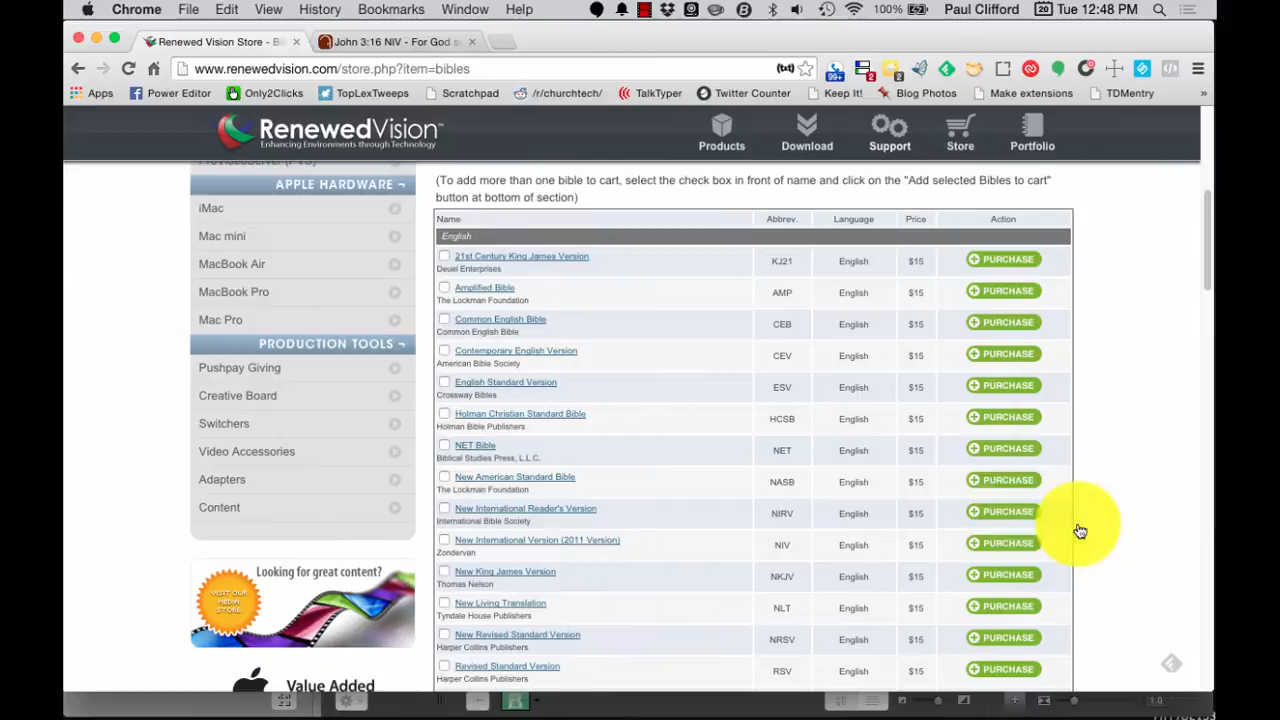 Chrome File Edit View History Bookmarks Window Help 100% Paul Clifford 20 Tue 12:48 PM
Renewed Vision Store - Bi × John 3:16 NIV - For God s ×
www.renewedvision.com/store.php?item=bibles (txt) 99+ 2 2
Apps Power Editor Only2Clicks TopLexTweeps Scratchpad /r/churchtech/ TalkTyper Twitter Counter Keep It! Blog Photos Make extensions TDMentry »
RenewedVision™
Enhancing Environments through Technology
Products Download Support Store Portfolio
APPLE HARDWARE
iMac
Mac mini
MacBook Air
MacBook Pro
Mac Pro
PRODUCTION TOOLS
Pushpay Giving
Creative Board
Switchers
Video Accessories
Adapters
Content
Looking for great content?
VISIT OUR
MEDIA
STORE
Value Added
(To add more than one bible to cart, select the check box in front of name and click on the "Add selected Bibles to cart"
button at bottom of section)
Name Abbrev. Language Price Action
English
21st Century King James Version KJ21 English $15 PURCHASE
Deuel Enterprises
Amplified Bible AMP English $15 PURCHASE
The Lockman Foundation
Common English Bible CEB English $15 PURCHASE
Common English Bible
Contemporary English Version CEV English $15 PURCHASE
American Bible Society
English Standard Version ESV English $15 PURCHASE
Crossway Bibles
Holman Christian Standard Bible HCSB English $15 PURCHASE
Holman Bible Publishers
NET Bible NET English $15 PURCHASE
Biblical Studies Press, L.L.C.
New American Standard Bible NASB English $15 PURCHASE
The Lockman Foundation
New International Reader's Version NIRV English $15 PURCHASE
International Bible Society
New International Version (2011 Version) NIV English $15 PURCHASE
Zondervan
New King James Version NKJV English $15 PURCHASE
Thomas Nelson
New Living Translation NLT English $15 PURCHASE
Tyndale House Publishers
New Revised Standard Version NRSV English $15 PURCHASE
Harper Collins Publishers
Revised Standard Version RSV English $15 PURCHASE
Harper Collins Publishers
1.0